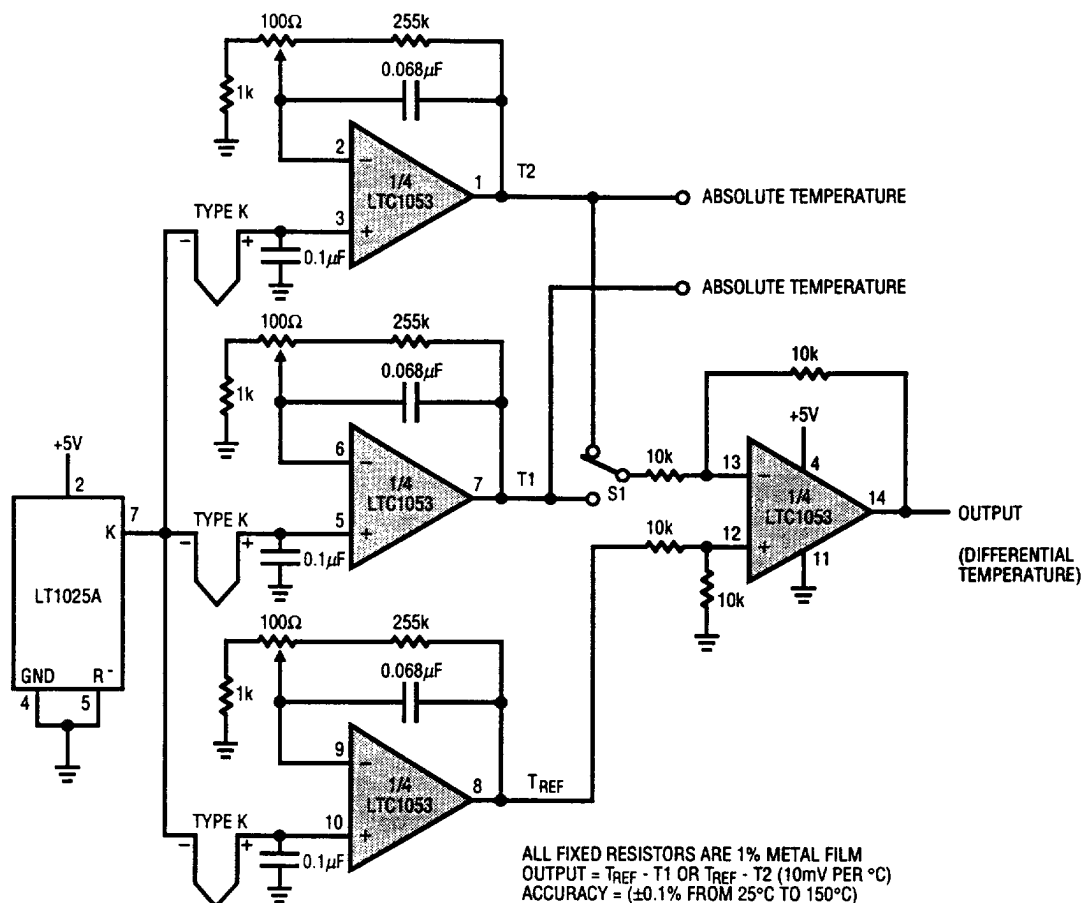 100Ω
255k
0.068µF
1k
2
−
1/4
LTC1053
1
T2
ABSOLUTE TEMPERATURE
TYPE K
−
+
3
+
0.1µF
ABSOLUTE TEMPERATURE
100Ω
255k
0.068µF
1k
10k
+5V
+5V
2
6
−
1/4
LTC1053
7
T1
S1
10k
13
−
4
1/4
LTC1053
14
OUTPUT
(DIFFERENTIAL
TEMPERATURE)
K
7
TYPE K
−
+
5
+
0.1µF
10k
12
+
11
10k
LT1025A
GND
R-
4
5
100Ω
255k
0.068µF
1k
9
−
1/4
LTC1053
8
TREF
TYPE K
−
+
10
+
0.1µF
ALL FIXED RESISTORS ARE 1% METAL FILM
OUTPUT = TREF - T1 OR TREF - T2 (10mV PER °C)
ACCURACY = (±0.1% FROM 25°C TO 150°C)